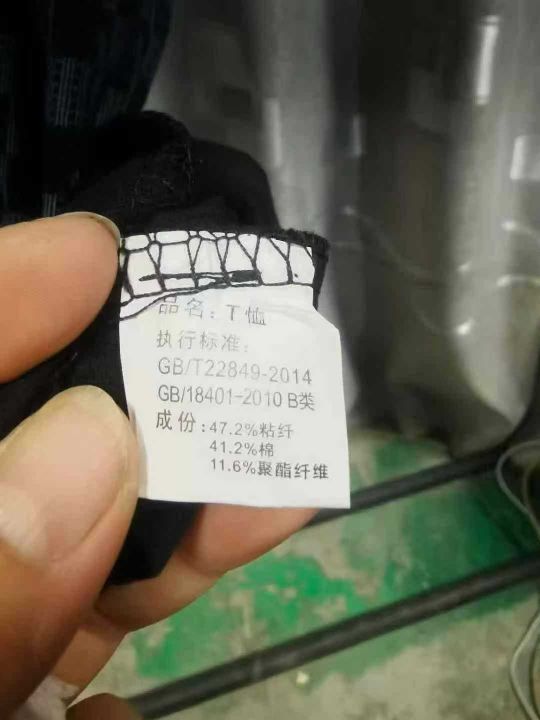 品名：T恤
执行标准：
GB/T22849-2014
GB/18401-2010 B类
成份：47.2%粘纤
41.2%棉
11.6%聚酯纤维